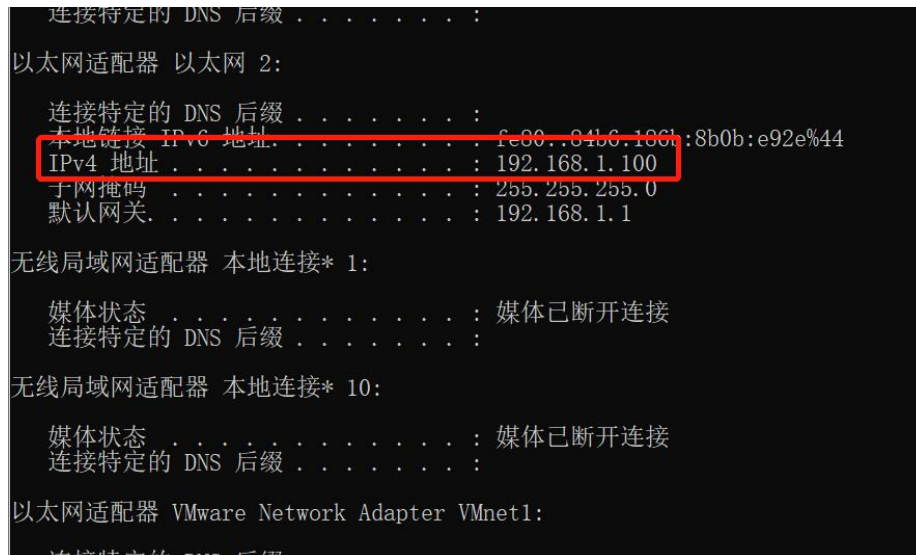 连接特定的 DNS 后缀 . . . . . . . :
以太网适配器 以太网 2:
连接特定的 DNS 后缀 . . . . . . . :
本地链接 IPv6 地址. . . . . . . . : fe80::84b6:186b:8b0b:e92e%44
IPv4 地址 . . . . . . . . . . . . : 192.168.1.100
子网掩码 . . . . . . . . . . . . : 255.255.255.0
默认网关. . . . . . . . . . . . . : 192.168.1.1
无线局域网适配器 本地连接* 1:
媒体状态 . . . . . . . . . . . . : 媒体已断开连接
连接特定的 DNS 后缀 . . . . . . . :
无线局域网适配器 本地连接* 10:
媒体状态 . . . . . . . . . . . . : 媒体已断开连接
连接特定的 DNS 后缀 . . . . . . . :
以太网适配器 VMware Network Adapter VMnet1: